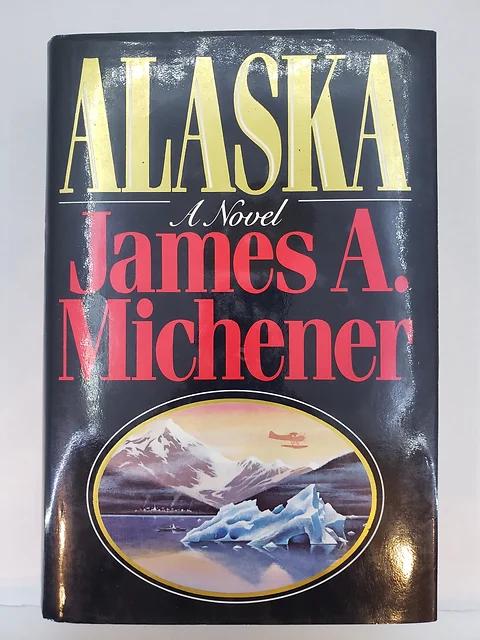 ALASKA
A Novel
James A.
Michener